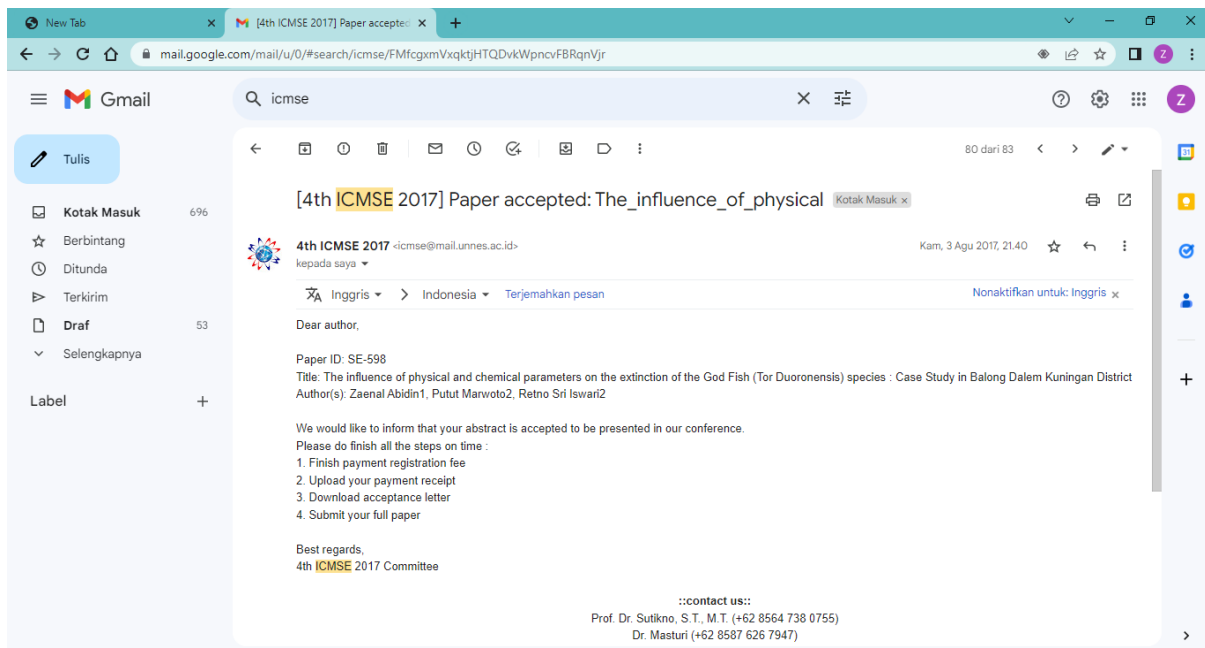 New Tab
[4th ICMSE 2017] Paper accepted:
mail.google.com/mail/u/0/#search/icmse/FMfcgxmVxqktjHTQDvkWpncvFBRqnVjr
Z
Gmail
icmse
Z
Tulis
80 dari 83
31
[4th ICMSE 2017] Paper accepted: The_influence_of_physical
Kotak Masuk ×
Kotak Masuk 696
Berbintang
Ditunda
Terkirim
Draf 53
Selengkapnya
Label
4th ICMSE 2017 <icmse@mail.unnes.ac.id>
Kam, 3 Agu 2017, 21.40
kepada saya
Inggris > Indonesia Terjemahkan pesan
Nonaktifkan untuk: Inggris ×
Dear author,
Paper ID: SE-598
Title: The influence of physical and chemical parameters on the extinction of the God Fish (Tor Duoronensis) species : Case Study in Balong Dalem Kuningan District
Author(s): Zaenal Abidin1, Putut Marwoto2, Retno Sri Iswari2
We would like to inform that your abstract is accepted to be presented in our conference.
Please do finish all the steps on time :
1. Finish payment registration fee
2. Upload your payment receipt
3. Download acceptance letter
4. Submit your full paper
Best regards,
4th ICMSE 2017 Committee
::contact us::
Prof. Dr. Sutikno, S.T., M.T. (+62 8564 738 0755)
Dr. Masturi (+62 8587 626 7947)